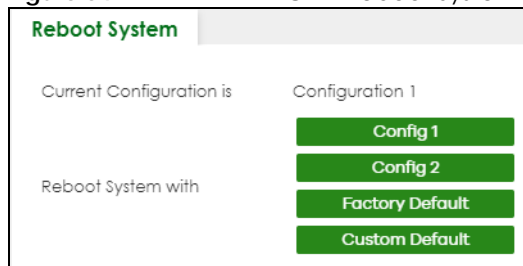 Reboot System
Current Configuration is Configuration 1
Config 1
Config 2
Reboot System with
Factory Default
Custom Default